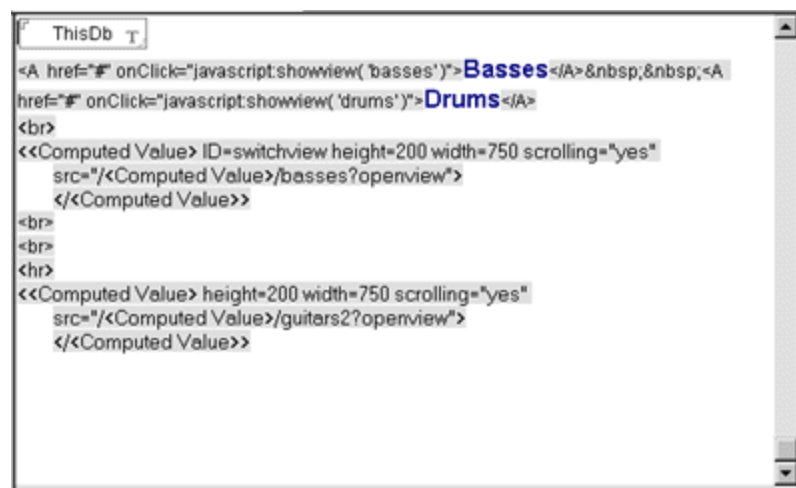 ThisDb T
<A href="#" onClick="javascript:showview( 'basses' )">Basses</A>&nbsp;&nbsp;<A
href="#" onClick="javascript:showview( 'drums' )">Drums</A>
<br>
<<Computed Value> ID=switchview height=200 width=750 scrolling="yes"
src="/<Computed Value>/basses?openview">
</<Computed Value>>
<br>
<br>
<hr>
<<Computed Value> height=200 width=750 scrolling="yes"
src="/<Computed Value>/guitars2?openview">
</<Computed Value>>